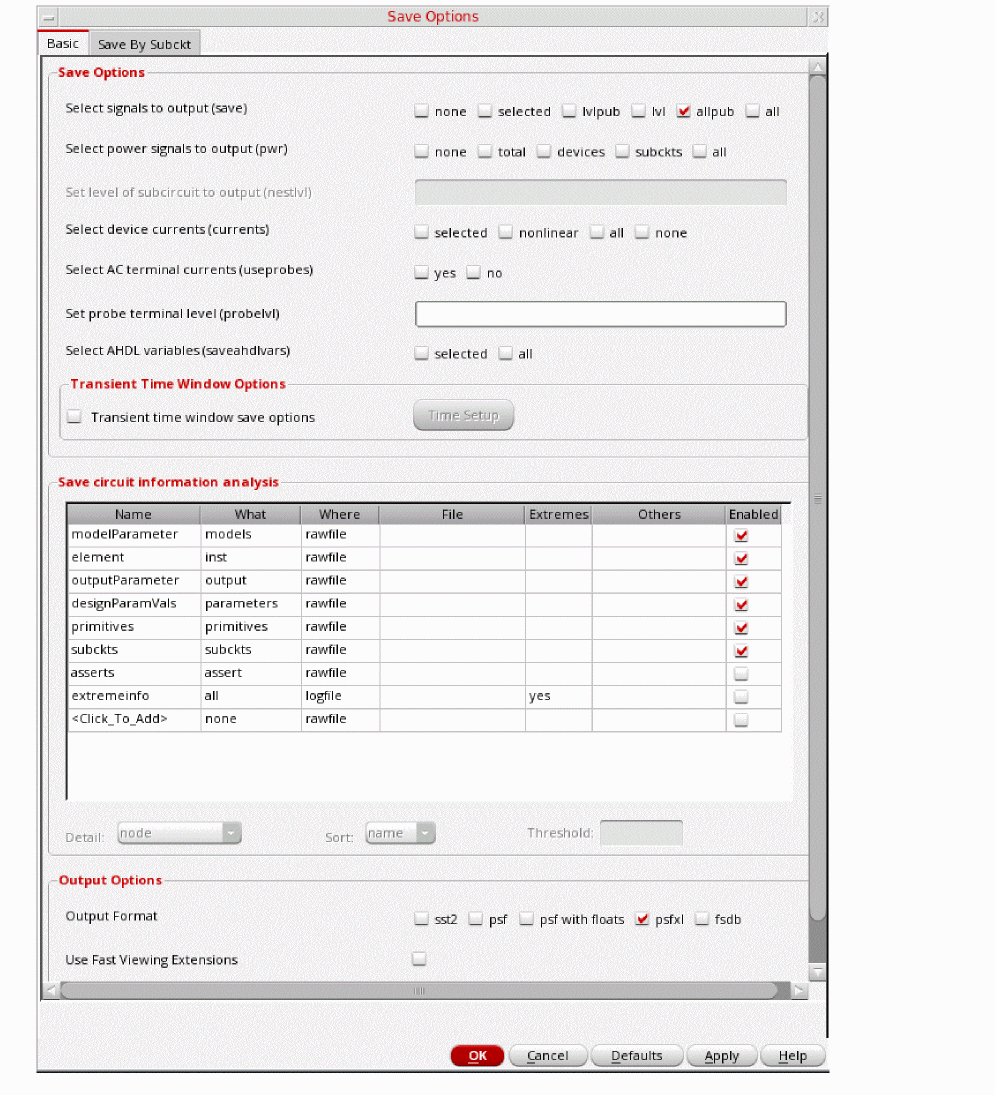 Save Options
Basic Save By Subckt
Save Options
Select signals to output (save) none selected lvlpub lvl allpub all
Select power signals to output (pwr) none total devices subckts all
Set level of subcircuit to output (nestlvl)
Select device currents (currents) selected nonlinear all none
Select AC terminal currents (useprobes) yes no
Set probe terminal level (probelvl)
Select AHDL variables (saveahdlvars) selected all
Transient Time Window Options
Transient time window save options Time Setup
Save circuit information analysis
Name What Where File Extremes Others Enabled
modelParameter models rawfile
element inst rawfile
outputParameter output rawfile
designParamVals parameters rawfile
primitives primitives rawfile
subckts subckts rawfile
asserts assert rawfile
extremeinfo all logfile yes
<Click_To_Add> none rawfile
Detail: node Sort: name Threshold:
Output Options
Output Format sst2 psf psf with floats psfxl fsdb
Use Fast Viewing Extensions
OK Cancel Defaults Apply Help